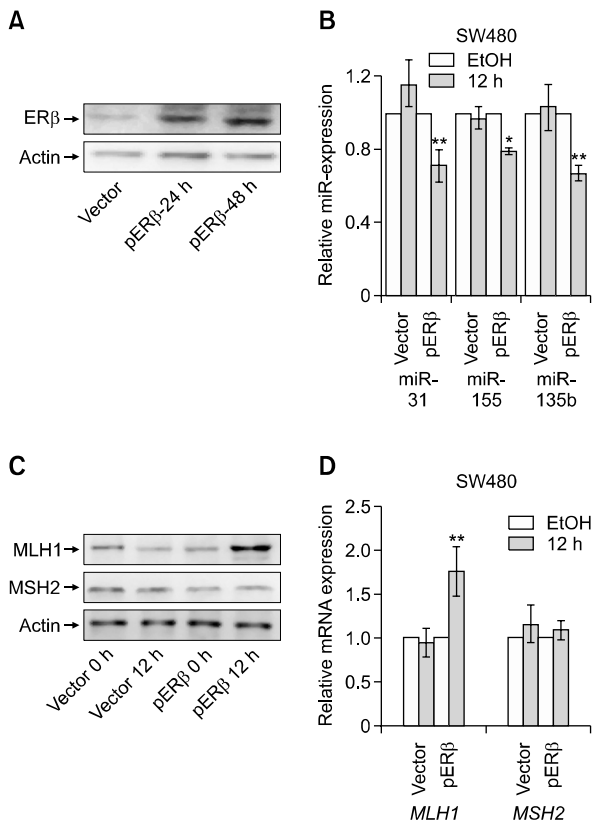 A
ERβ
Actin
Vector
pERβ-24 h
pERβ-48 h
B
SW480
EtOH
12 h
Relative miR-expression
1.2
0.8
0.4
0
**
*
**
Vector
pERβ
Vector
pERβ
Vector
pERβ
miR-
31
miR-
155
miR-
135b
C
MLH1
MSH2
Actin
Vector 0 h
Vector 12 h
pERβ 0 h
pERβ 12 h
D
SW480
EtOH
12 h
Relative mRNA expression
2.5
2.0
1.5
1.0
0.5
0
**
Vector
pERβ
Vector
pERβ
MLH1
MSH2